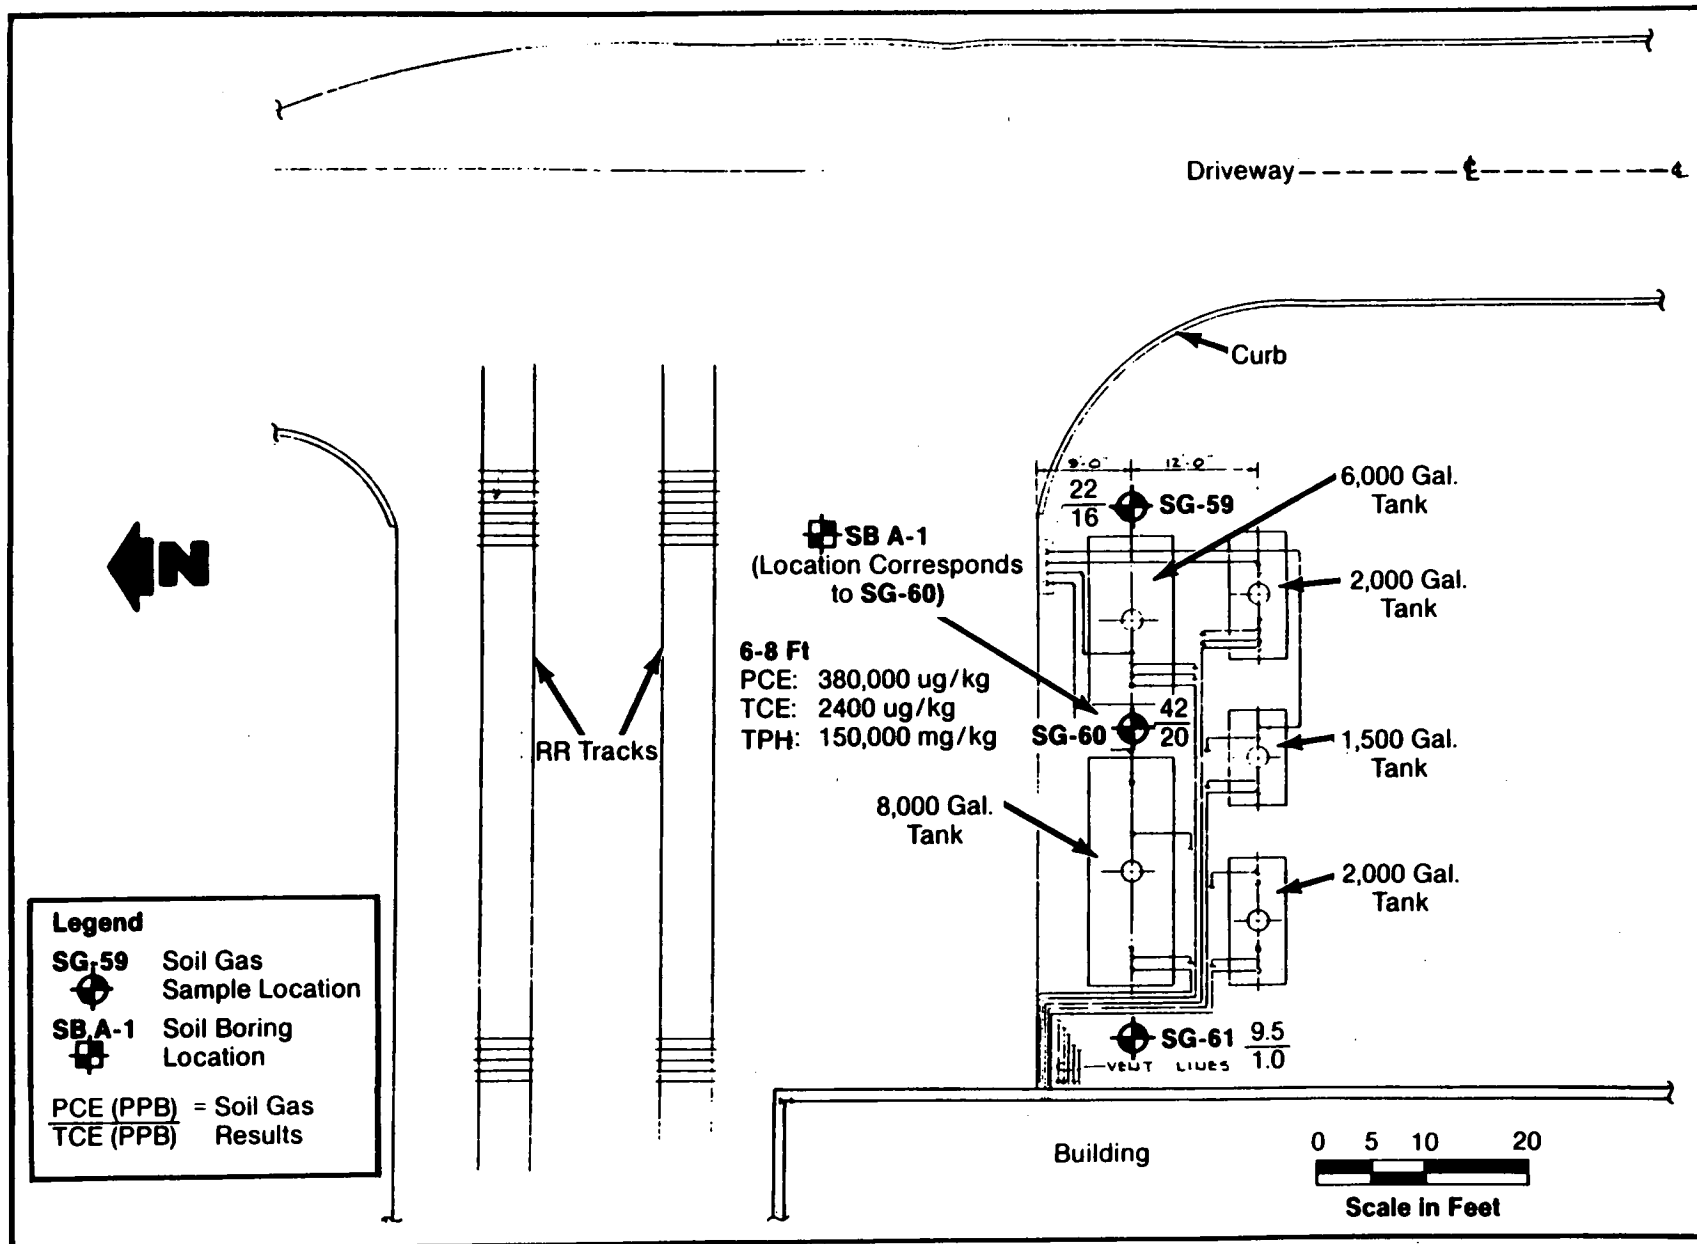 Driveway
Curb
9'-0" 12'-0"
6,000 Gal.
Tank
22
16
SG-59
SB A-1
(Location Corresponds
to SG-60)
2,000 Gal.
Tank
6-8 Ft
PCE: 380,000 ug/kg
TCE: 2400 ug/kg
TPH: 150,000 mg/kg
SG-60
42
20
RR Tracks
1,500 Gal.
Tank
8,000 Gal.
Tank
2,000 Gal.
Tank
N
SG-61
9.5
1.0
VENT LINES
Building
Legend
SG-59 Soil Gas
Sample Location
SB A-1 Soil Boring
Location
PCE (PPB) = Soil Gas
TCE (PPB) Results
0 5 10 20
Scale in Feet